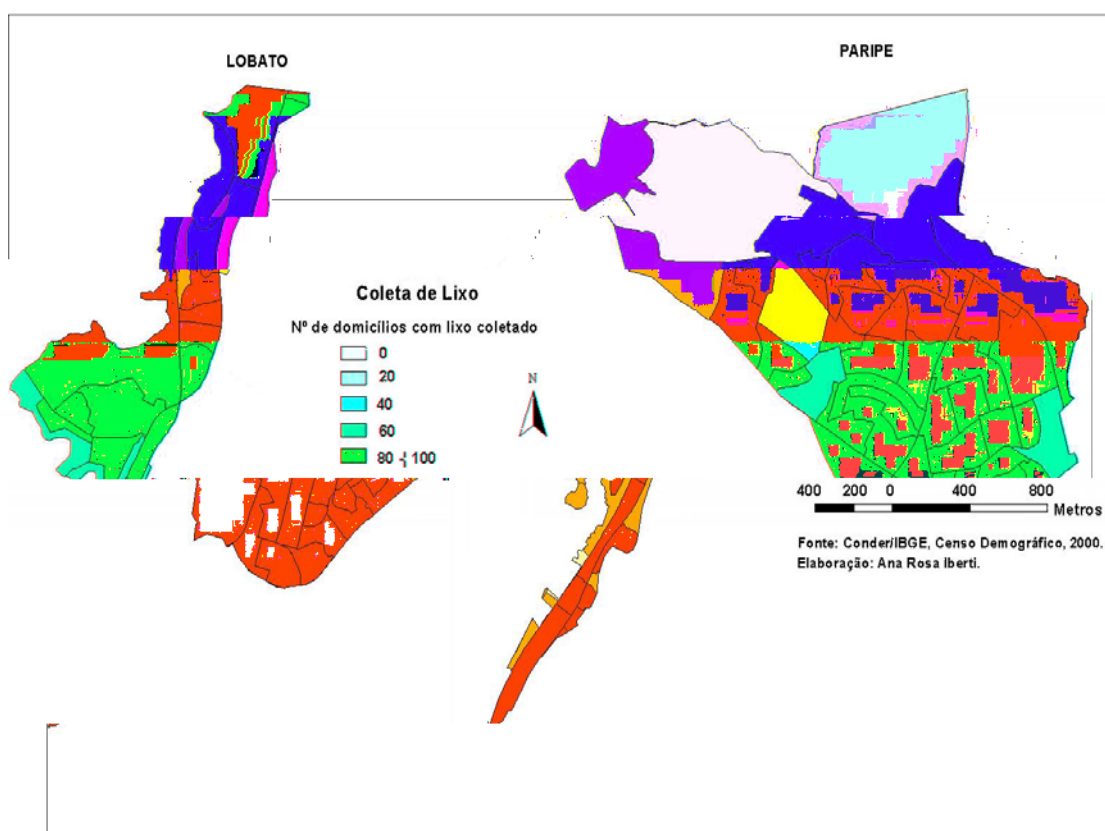 LOBATO
PARIPE
Coleta de Lixo
Nº de domicílios com lixo coletado
0
20
40
60
80 -¦ 100
N
400 200 0 400 800
Metros
Fonte: Conder/IBGE, Censo Demográfico, 2000.
Elaboração: Ana Rosa Iberti.